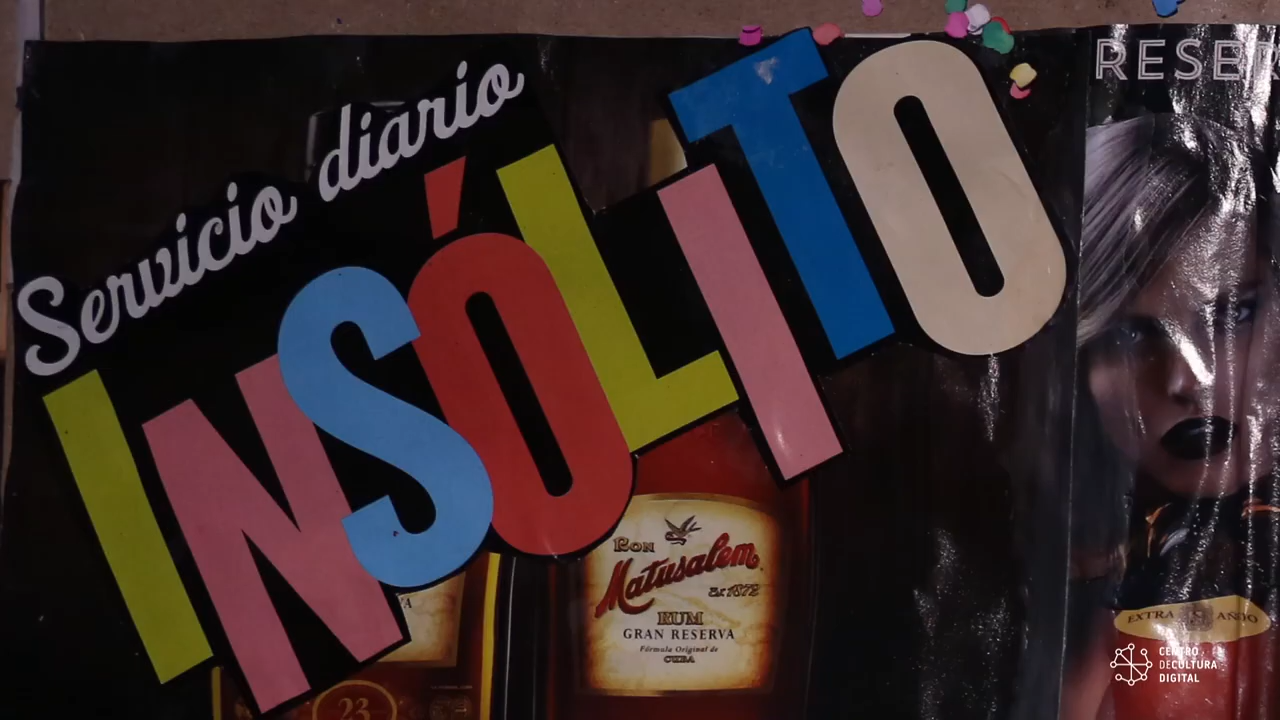 Servicio diario
INSÓLITO
RON
Matusalem
Est 1872
RUM
GRAN RESERVA
Fórmula Original de
CUBA
23
EXTRA AÑEJO
CENTRO
DECULTURA
DIGITAL